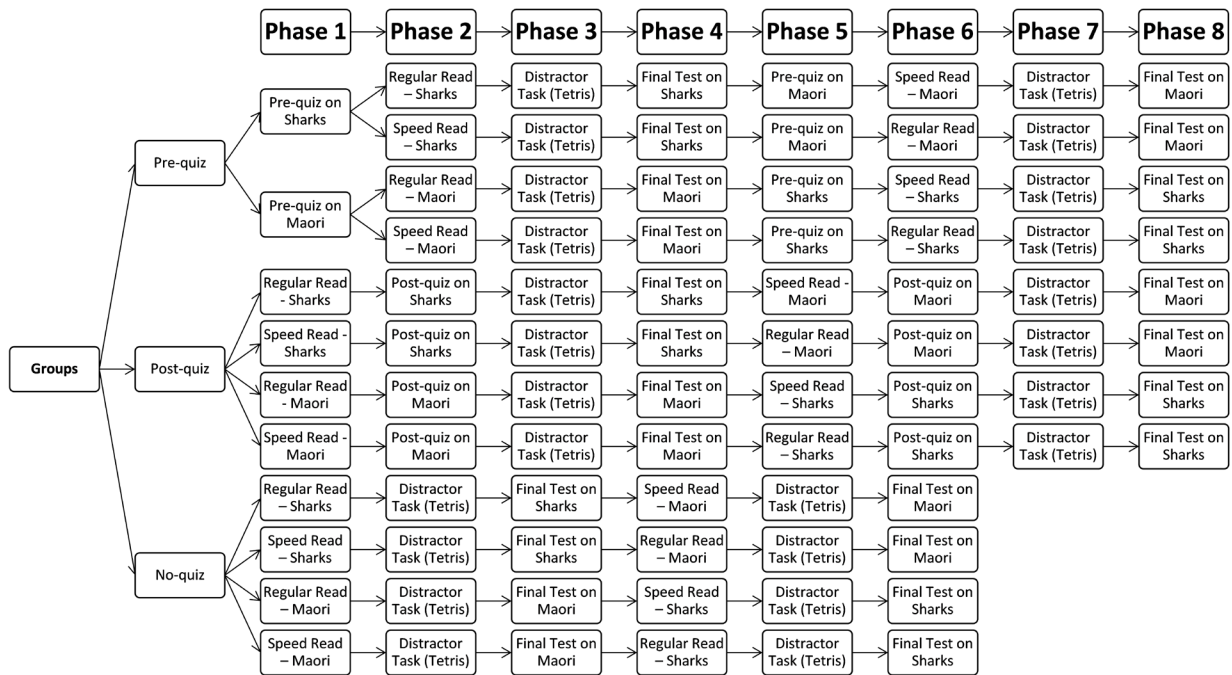 Phase 1
Phase 2
Phase 3
Phase 4
Phase 5
Phase 6
Phase 7
Phase 8
Groups
Pre-quiz
Pre-quiz on
Sharks
Regular Read
– Sharks
Distractor
Task (Tetris)
Final Test on
Sharks
Pre-quiz on
Maori
Speed Read
– Maori
Distractor
Task (Tetris)
Final Test on
Maori
Speed Read
– Sharks
Distractor
Task (Tetris)
Final Test on
Sharks
Pre-quiz on
Maori
Regular Read
– Maori
Distractor
Task (Tetris)
Final Test on
Maori
Pre-quiz on
Maori
Regular Read
– Maori
Distractor
Task (Tetris)
Final Test on
Maori
Pre-quiz on
Sharks
Speed Read
– Sharks
Distractor
Task (Tetris)
Final Test on
Sharks
Speed Read
– Maori
Distractor
Task (Tetris)
Final Test on
Maori
Pre-quiz on
Sharks
Regular Read
– Sharks
Distractor
Task (Tetris)
Final Test on
Sharks
Post-quiz
Regular Read
- Sharks
Post-quiz on
Sharks
Distractor
Task (Tetris)
Final Test on
Sharks
Speed Read -
Maori
Post-quiz on
Maori
Distractor
Task (Tetris)
Final Test on
Maori
Speed Read -
Sharks
Post-quiz on
Sharks
Distractor
Task (Tetris)
Final Test on
Sharks
Regular Read
– Maori
Post-quiz on
Maori
Distractor
Task (Tetris)
Final Test on
Maori
Regular Read
- Maori
Post-quiz on
Maori
Distractor
Task (Tetris)
Final Test on
Maori
Speed Read
– Sharks
Post-quiz on
Sharks
Distractor
Task (Tetris)
Final Test on
Sharks
Speed Read -
Maori
Post-quiz on
Maori
Distractor
Task (Tetris)
Final Test on
Maori
Regular Read
– Sharks
Post-quiz on
Sharks
Distractor
Task (Tetris)
Final Test on
Sharks
No-quiz
Regular Read
– Sharks
Distractor
Task (Tetris)
Final Test on
Sharks
Speed Read
– Maori
Distractor
Task (Tetris)
Final Test on
Maori
Speed Read
– Sharks
Distractor
Task (Tetris)
Final Test on
Sharks
Regular Read
– Maori
Distractor
Task (Tetris)
Final Test on
Maori
Regular Read
– Maori
Distractor
Task (Tetris)
Final Test on
Maori
Speed Read
– Sharks
Distractor
Task (Tetris)
Final Test on
Sharks
Speed Read
– Maori
Distractor
Task (Tetris)
Final Test on
Maori
Regular Read
– Sharks
Distractor
Task (Tetris)
Final Test on
Sharks